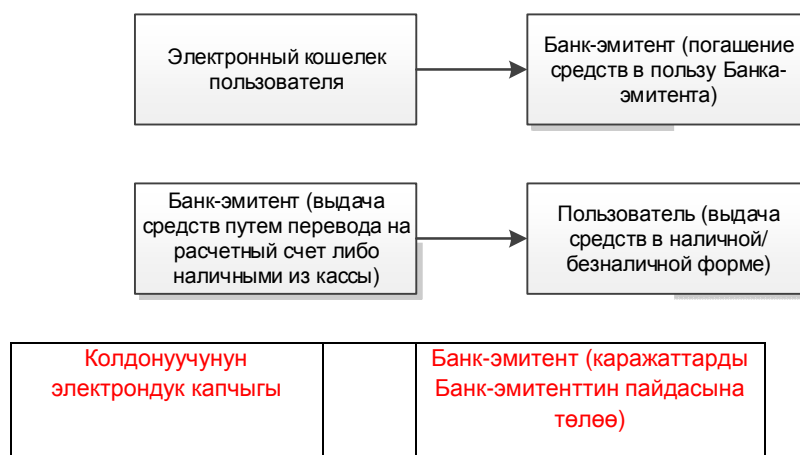 Электронный кошелек
пользователя
Банк-эмитент (погашение
средств в пользу Банка-
эмитента)
Банк-эмитент (выдача
средств путем перевода на
расчетный счет либо
наличными из кассы)
Пользователь (выдача
средств в наличной/
безналичной форме)
Колдонуучунун
электрондук капчыгы
Банк-эмитент (каражаттарды
Банк-эмитенттин пайдасына
төлөө)